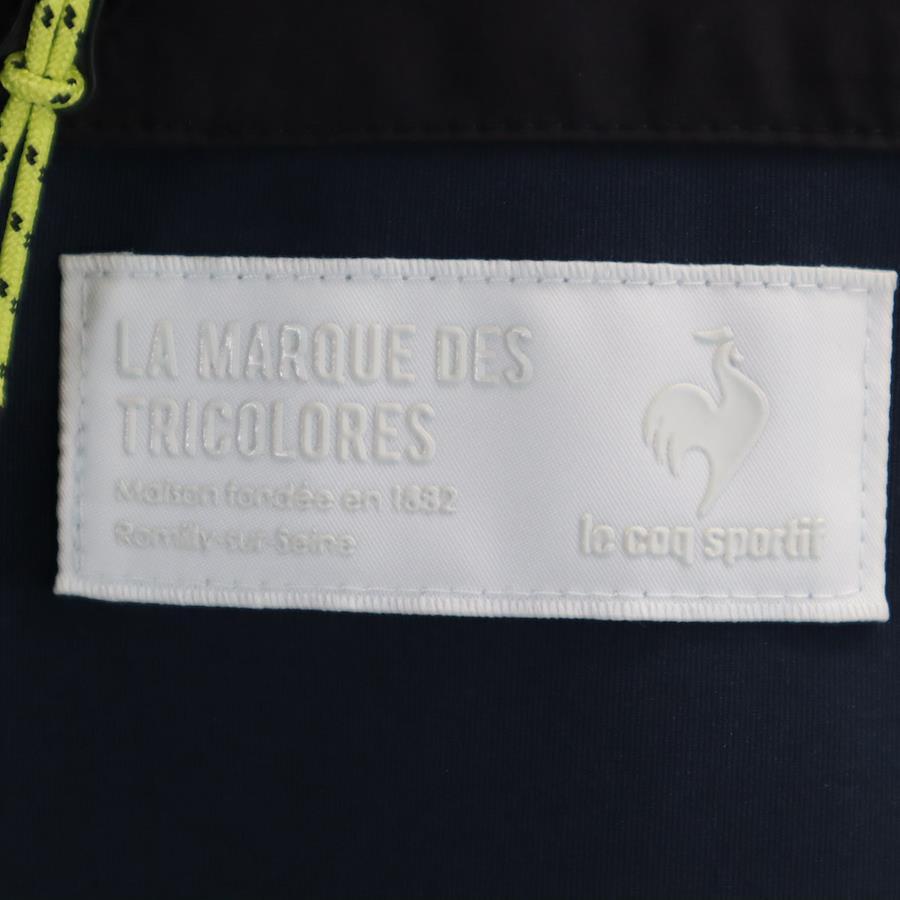 LA MARQUE DES
TRICOLORES
Maison fondée en 1882
Romilly-sur-Seine
le coq sportif